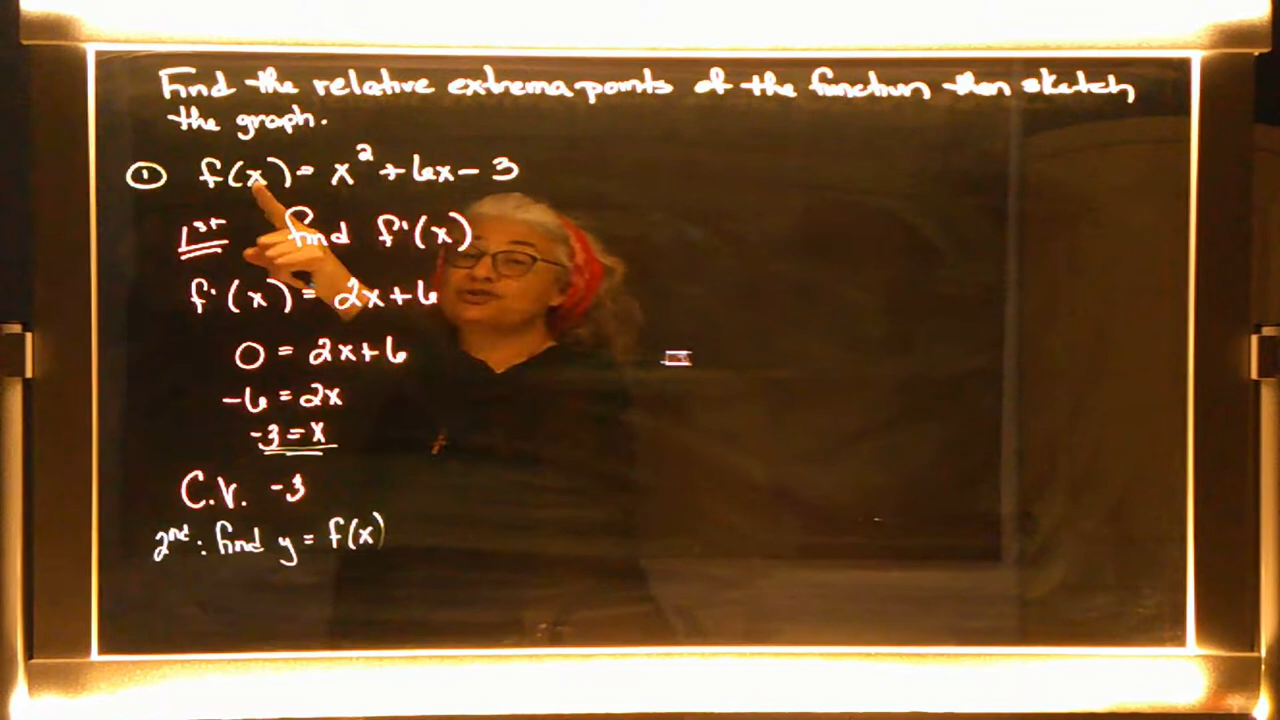 Find the relative extrema points of the function then sketch
the graph.
① f(x) = x² + 6x - 3
1st find f'(x)
f'(x) = 2x+6
0 = 2x+6
-6 = 2x
-3 = x
C.V. -3
2nd: find y = f(x)